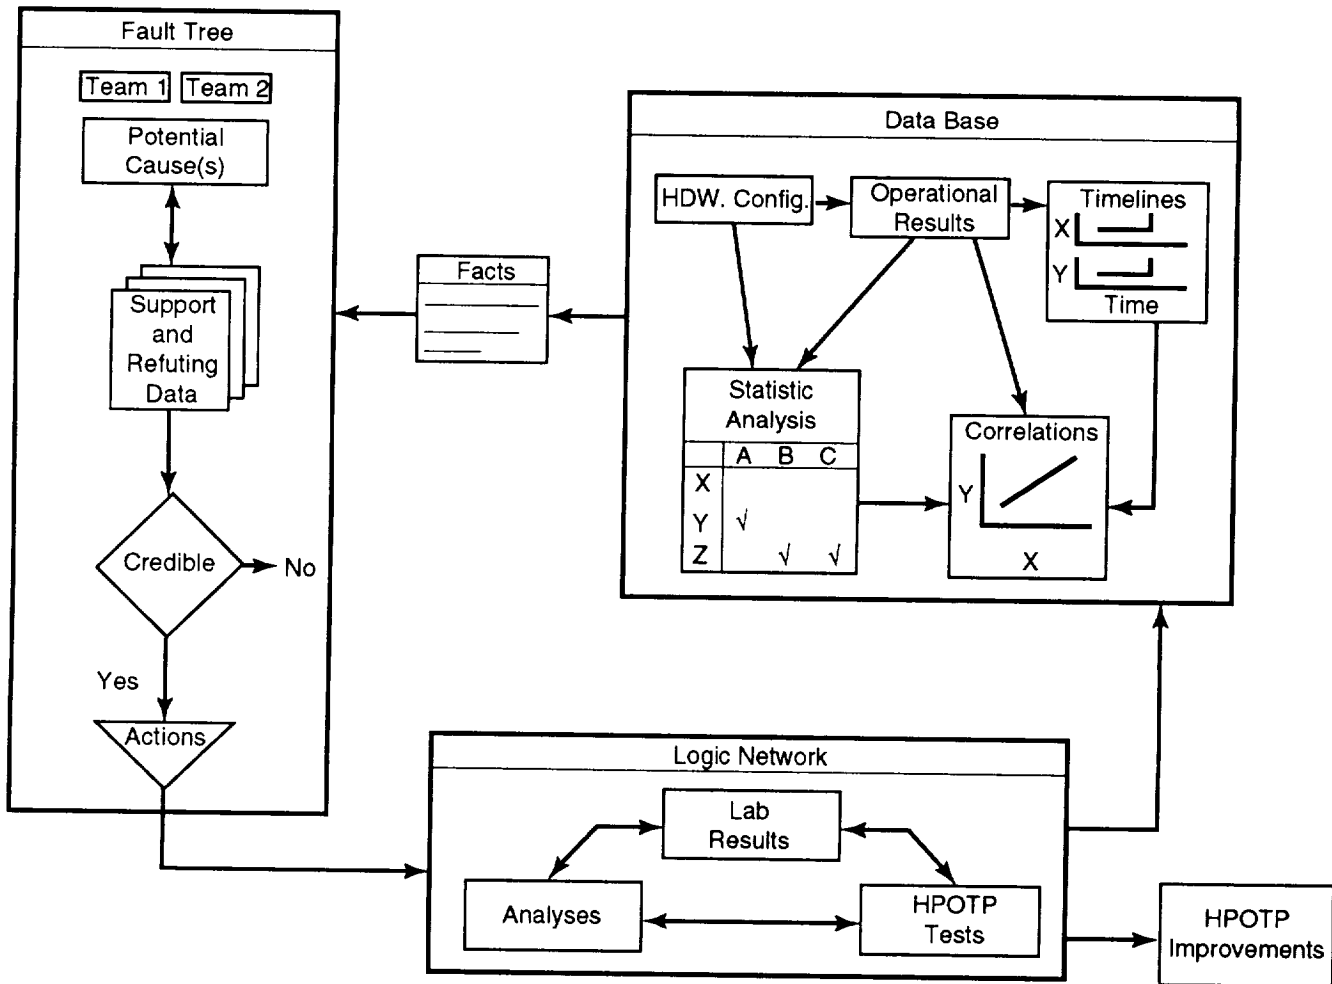 Fault Tree
Team 1
Team 2
Potential
Cause(s)
Support
and
Refuting
Data
Credible
No
Yes
Actions
Facts
Data Base
HDW. Config.
Operational
Results
Timelines
X
Y
Time
Statistic
Analysis
A B C
X
Y √
Z √ √
Correlations
Y
X
Logic Network
Lab
Results
Analyses
HPOTP
Tests
HPOTP
Improvements